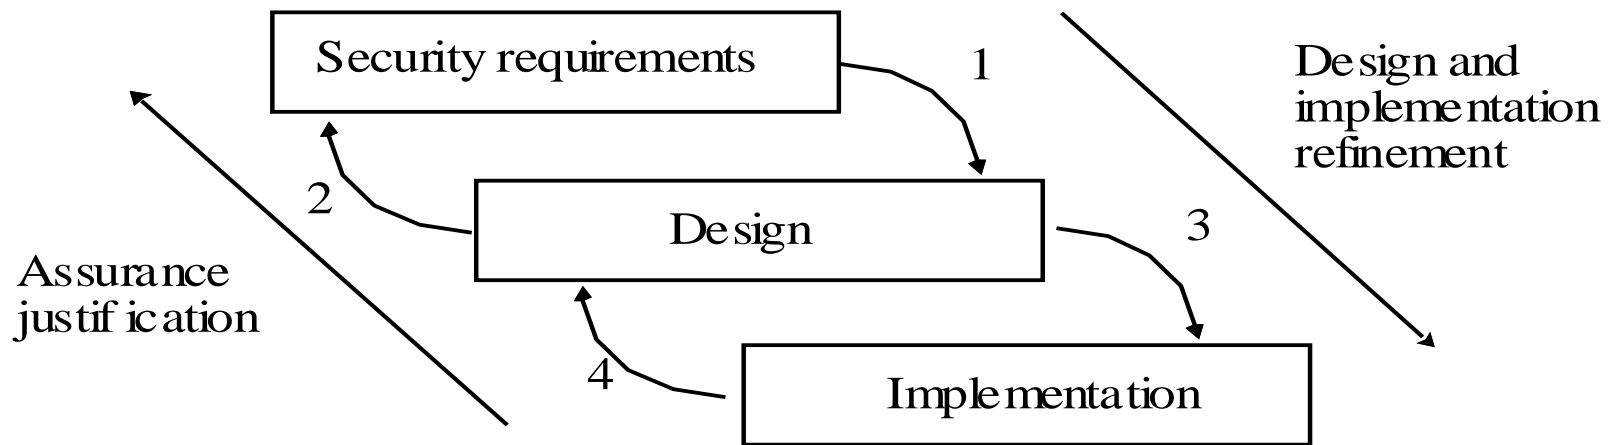 Security requirements
1
Design and
implementation
refinement
2
Design
3
Assurance
justification
4
Implementation